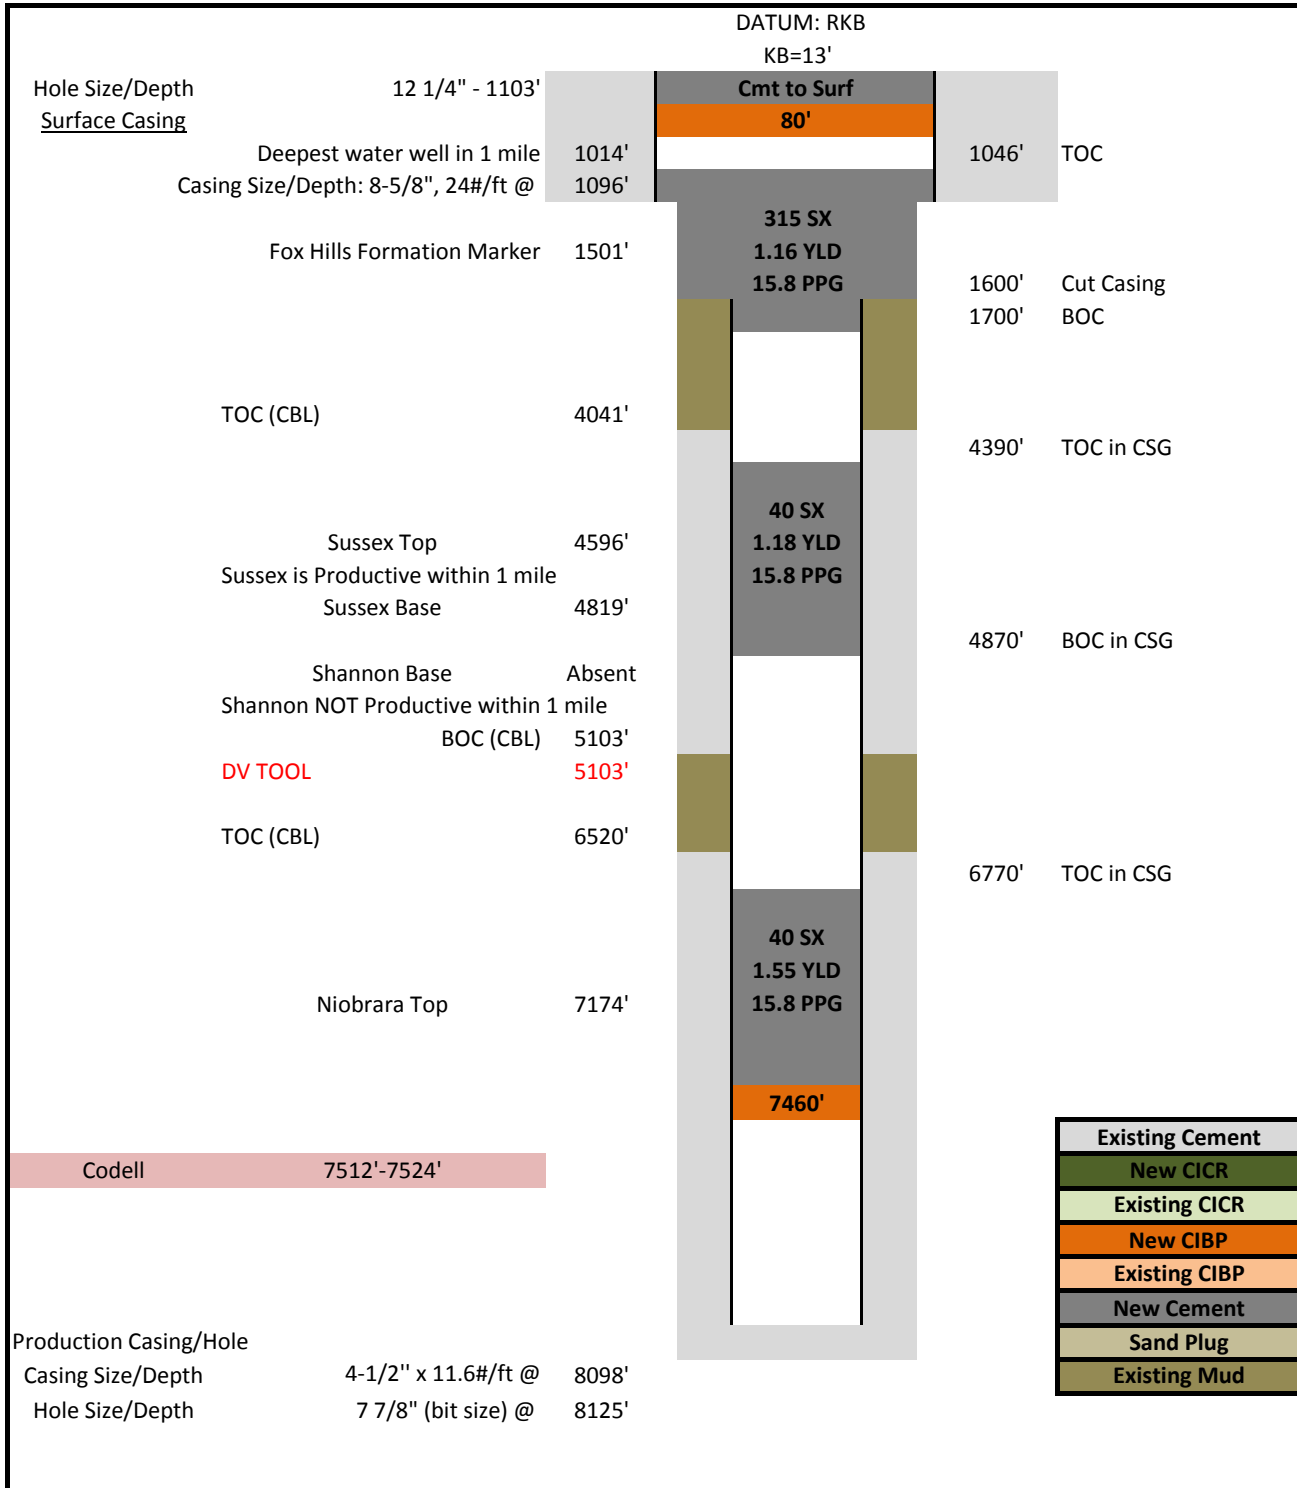 DATUM: RKB
KB=13'
Hole Size/Depth 12 1/4" - 1103' Cmt to Surf
Surface Casing 80'
Deepest water well in 1 mile 1014' 1046' TOC
Casing Size/Depth: 8-5/8", 24#/ft @ 1096'
315 SX
Fox Hills Formation Marker 1501' 1.16 YLD
15.8 PPG 1600' Cut Casing
1700' BOC
TOC (CBL) 4041'
4390' TOC in CSG
40 SX
Sussex Top 4596' 1.18 YLD
Sussex is Productive within 1 mile 15.8 PPG
Sussex Base 4819'
4870' BOC in CSG
Shannon Base Absent
Shannon NOT Productive within 1 mile
BOC (CBL) 5103'
DV TOOL 5103'
TOC (CBL) 6520'
6770' TOC in CSG
40 SX
1.55 YLD
Niobrara Top 7174' 15.8 PPG
7460'
Codell 7512'-7524'
Existing Cement
New CICR
Existing CICR
New CIBP
Existing CIBP
New Cement
Sand Plug
Existing Mud
Production Casing/Hole
Casing Size/Depth 4-1/2'' x 11.6#/ft @ 8098'
Hole Size/Depth 7 7/8" (bit size) @ 8125'